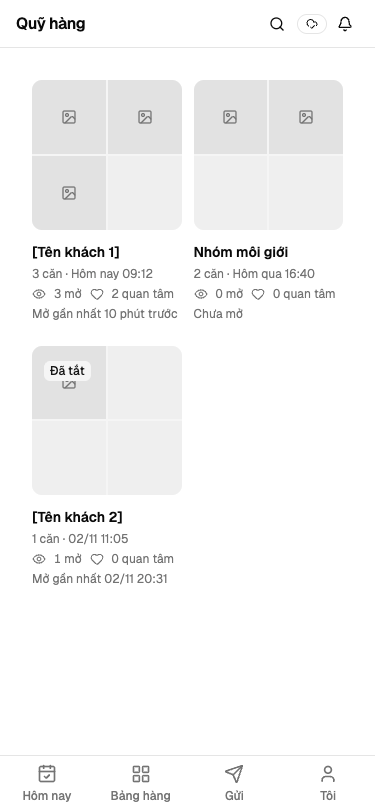 Quỹ hàng
[Tên khách 1]
3 căn · Hôm nay 09:12
3 mở 2 quan tâm
Mở gần nhất 10 phút trước
Nhóm môi giới
2 căn · Hôm qua 16:40
0 mở 0 quan tâm
Chưa mở
Đã tắt
[Tên khách 2]
1 căn · 02/11 11:05
1 mở 0 quan tâm
Mở gần nhất 02/11 20:31
Hôm nay
Bảng hàng
Gửi
Tôi